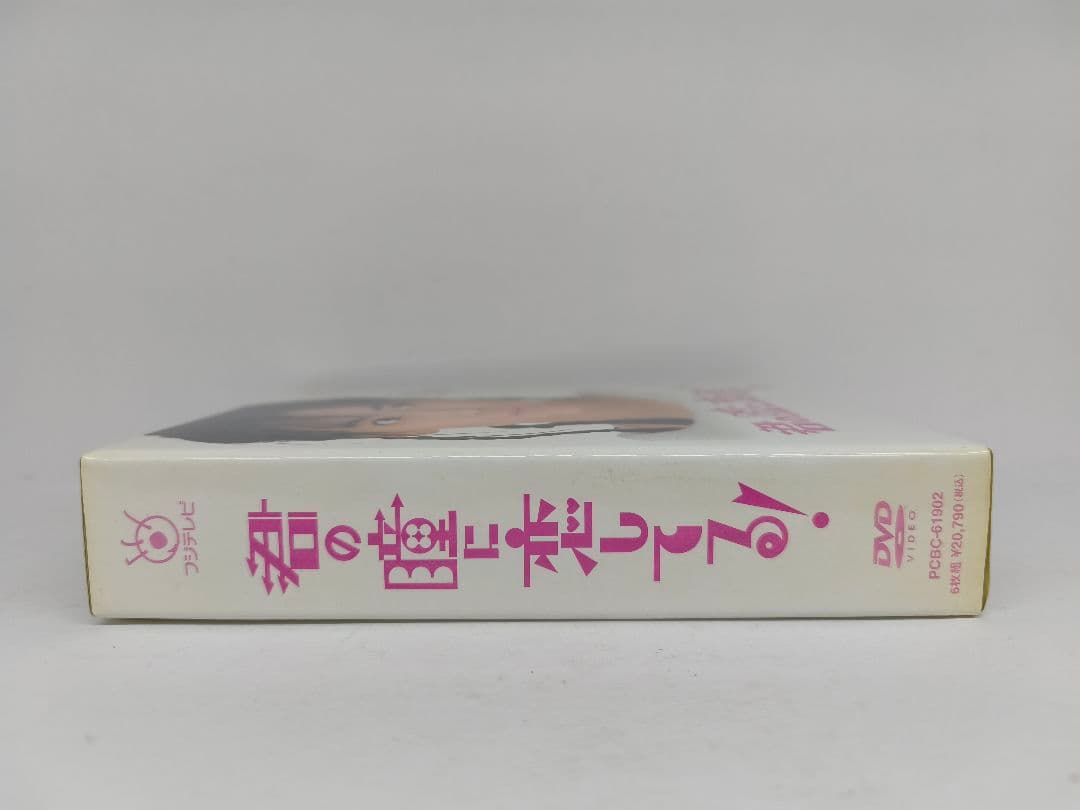 フジテレビ
君の瞳に恋してる!
DVD
VIDEO
PCBC-61902
6枚組 ¥20,790(税込)